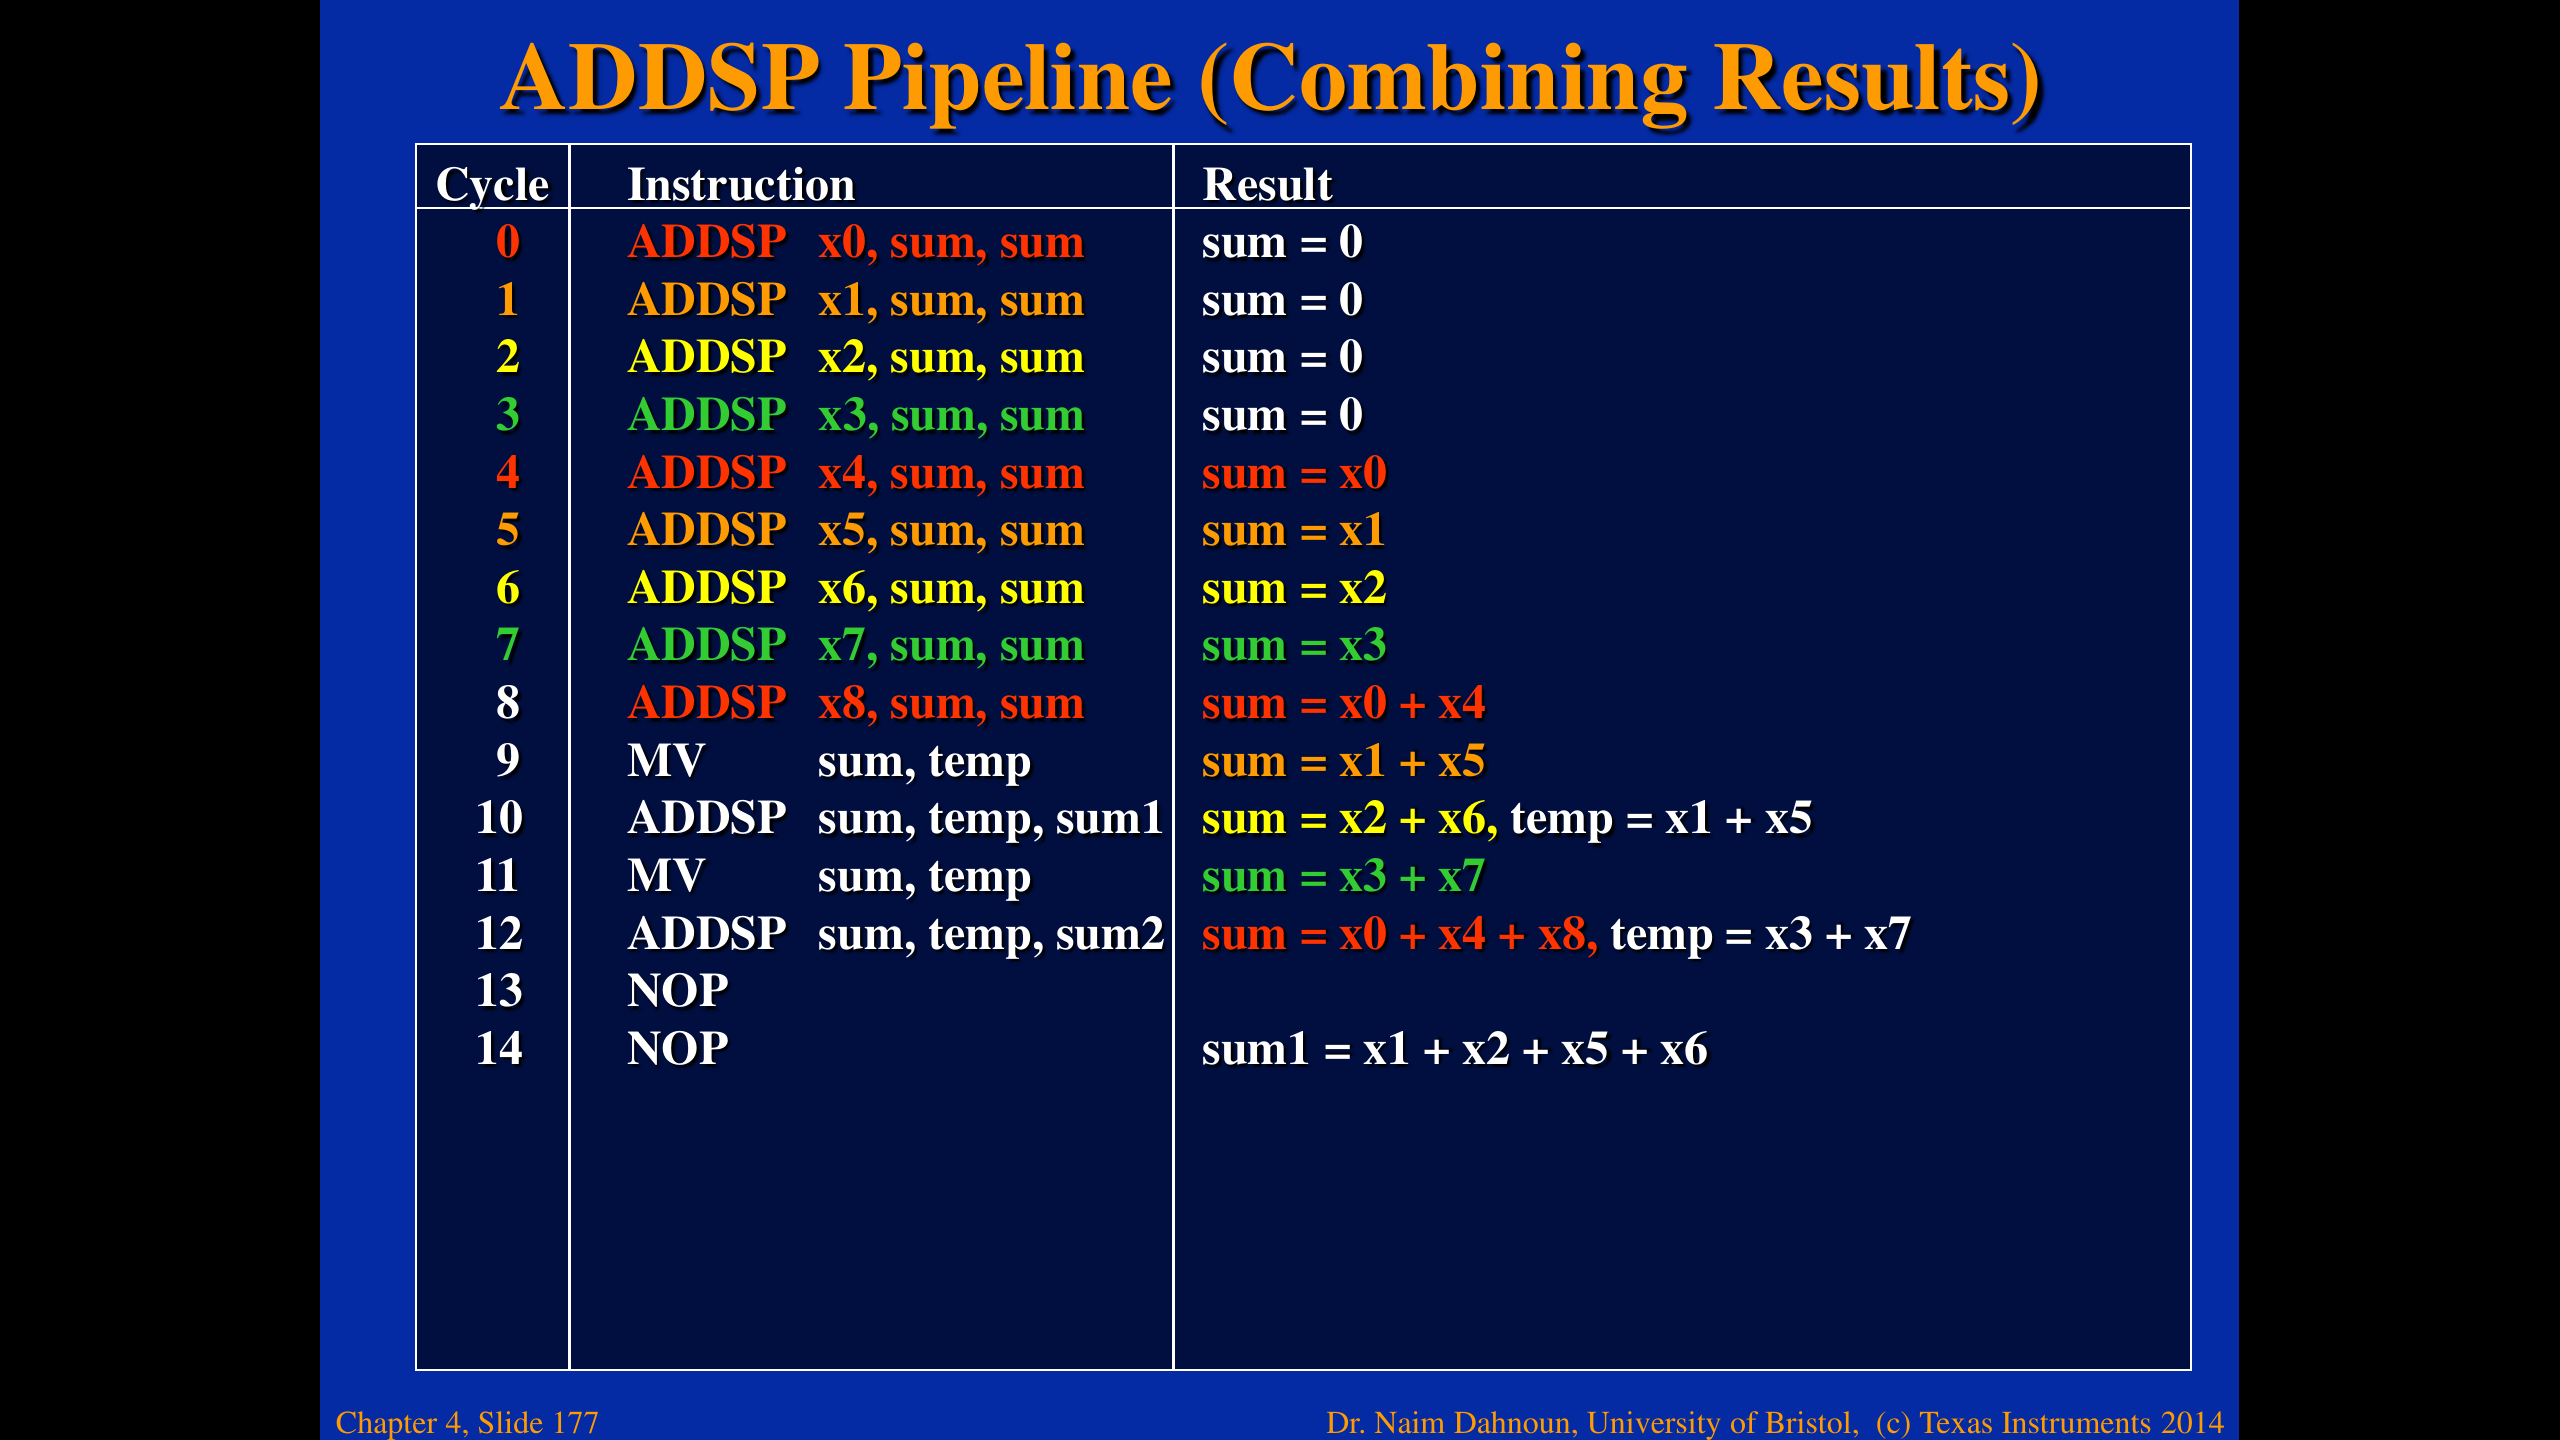 ADDSP Pipeline (Combining Results)
Cycle Instruction Result
0 ADDSP x0, sum, sum sum = 0
1 ADDSP x1, sum, sum sum = 0
2 ADDSP x2, sum, sum sum = 0
3 ADDSP x3, sum, sum sum = 0
4 ADDSP x4, sum, sum sum = x0
5 ADDSP x5, sum, sum sum = x1
6 ADDSP x6, sum, sum sum = x2
7 ADDSP x7, sum, sum sum = x3
8 ADDSP x8, sum, sum sum = x0 + x4
9 MV sum, temp sum = x1 + x5
10 ADDSP sum, temp, sum1 sum = x2 + x6, temp = x1 + x5
11 MV sum, temp sum = x3 + x7
12 ADDSP sum, temp, sum2 sum = x0 + x4 + x8, temp = x3 + x7
13 NOP
14 NOP sum1 = x1 + x2 + x5 + x6
Chapter 4, Slide 177 Dr. Naim Dahnoun, University of Bristol, (c) Texas Instruments 2014